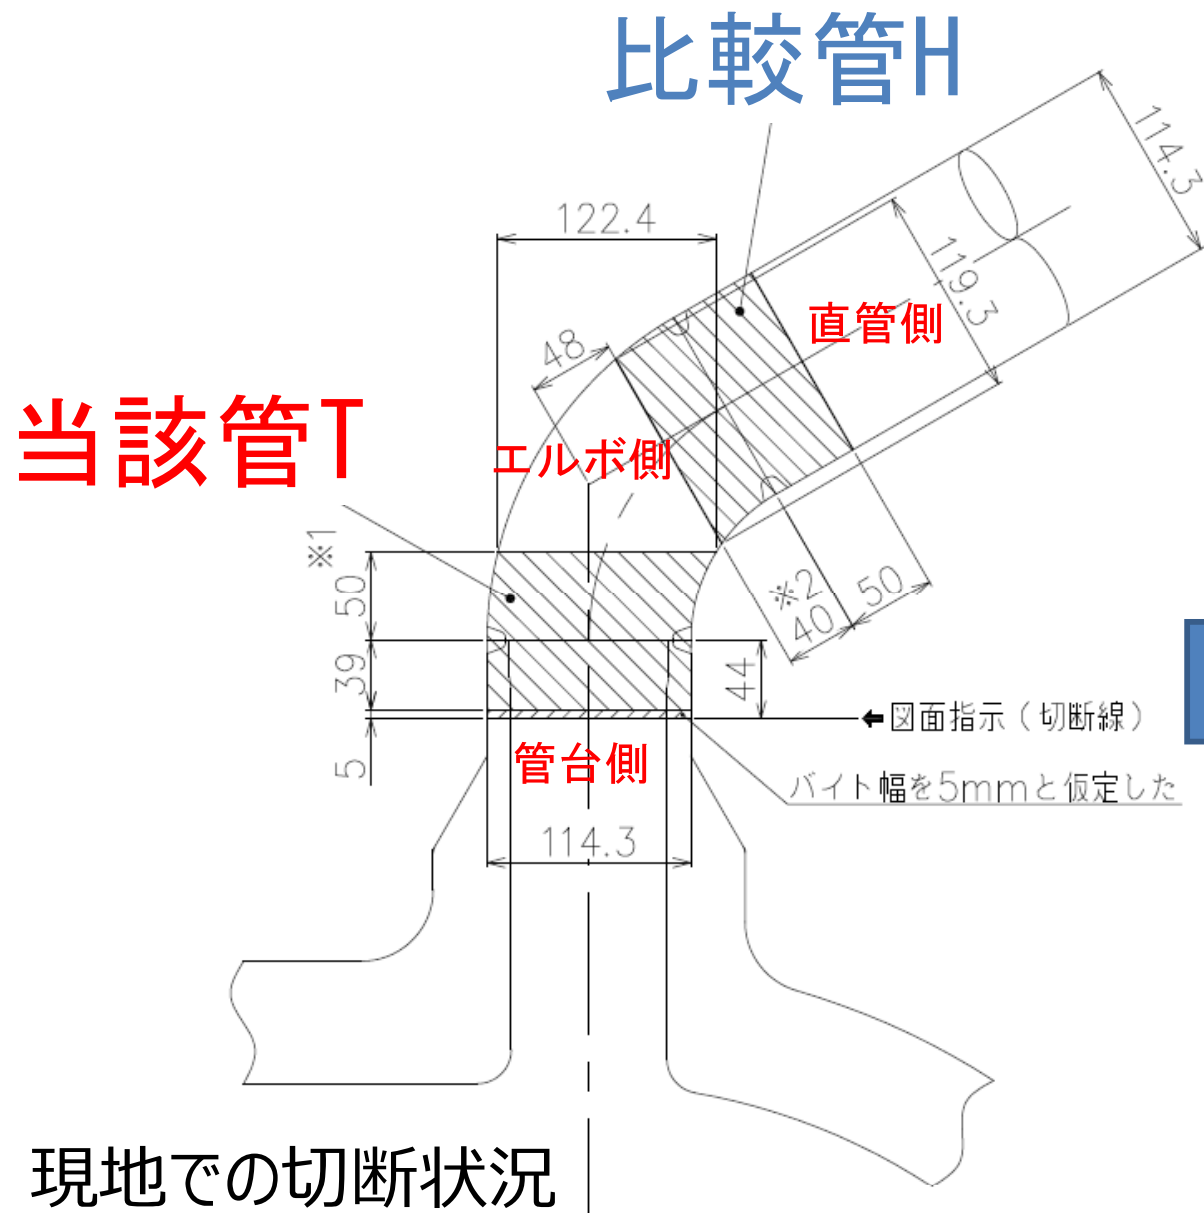 比較管H
114.3
122.4
119.3
直管側
48
当該管T
エルボ側
※1
50
※2
40
50
39
44
←図面指示（切断線）
5
管台側
バイト幅を5mmと仮定した
114.3
現地での切断状況